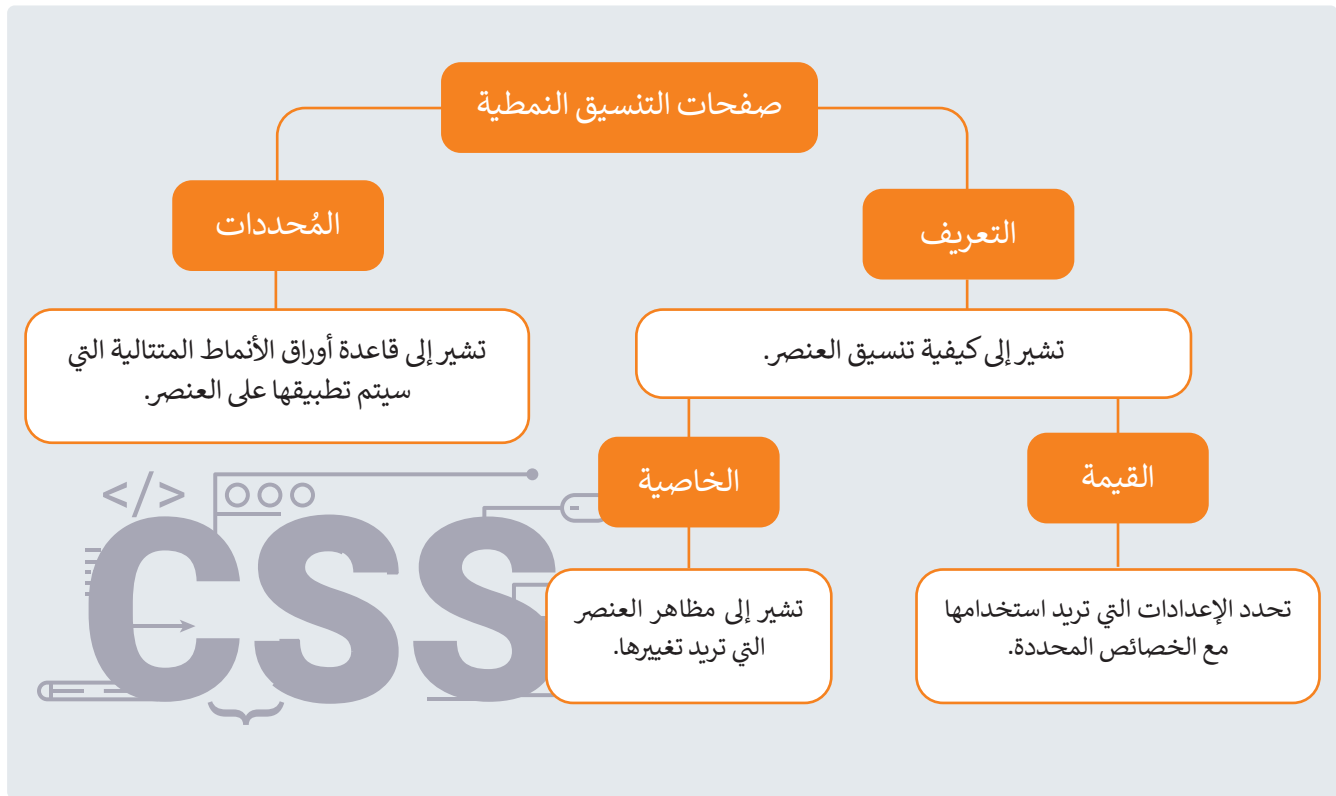 صفحات التنسيق النمطية
التعريف
المُحددات
تشير إلى كيفية تنسيق العنصر.
تشير إلى قاعدة أوراق الأنماط المتتالية التي
سيتم تطبيقها على العنصر.
القيمة
الخاصية
تحدد الإعدادات التي تريد استخدامها
مع الخصائص المحددة.
تشير إلى مظاهر العنصر
التي تريد تغييرها.
</>
CSS